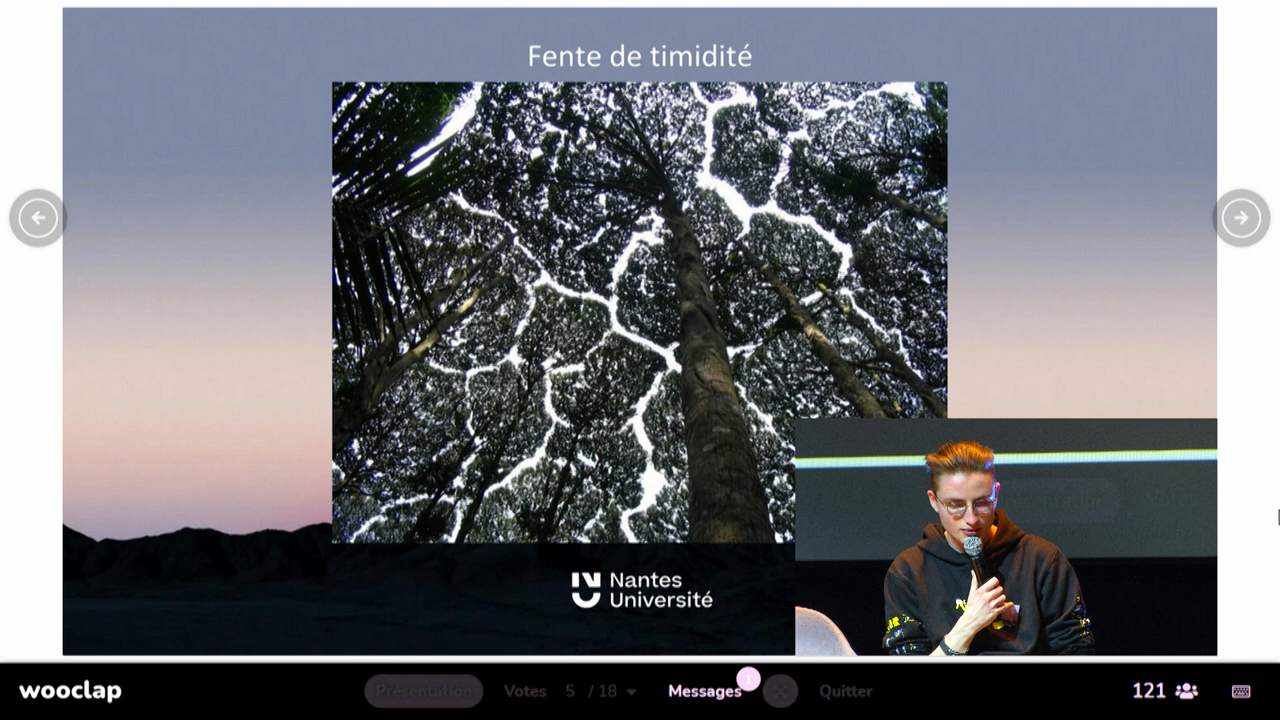 Fente de timidité
Nantes
Université
wooclap
Présentation
Votes
5 / 18
Messages
1
Quitter
121